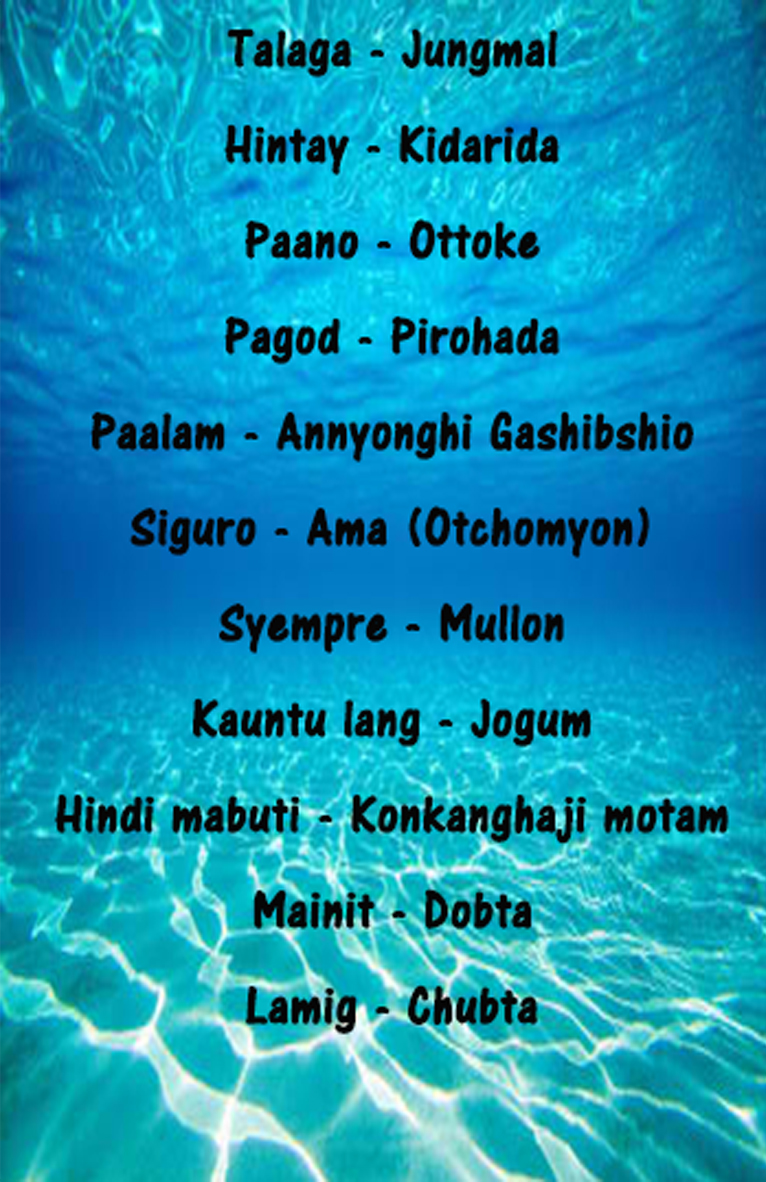 Talaga - Jungmal
Hintay - Kidarida
Paano - Ottoke
Pagod - Pirohada
Paalam - Annyonghi Gashibshio
Siguro - Ama (Otchomyon)
Syempre - Mullon
Kauntu lang - Jogum
Hindi mabuti - Konkanghaji motam
Mainit - Dobta
Lamig - Chubta